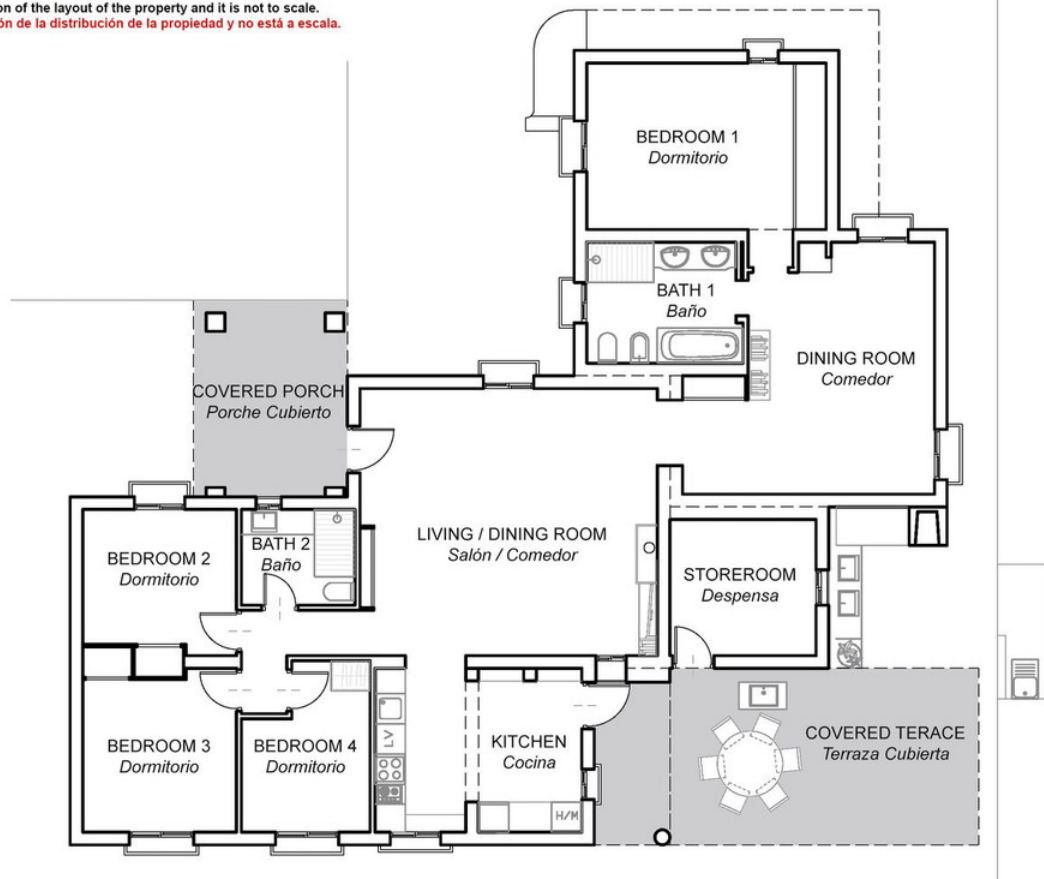 on of the layout of the property and it is not to scale.
ón de la distribución de la propiedad y no está a escala.
BEDROOM 1
Dormitorio
BATH 1
Baño
DINING ROOM
Comedor
COVERED PORCH
Porche Cubierto
LIVING / DINING ROOM
Salón / Comedor
BEDROOM 2
Dormitorio
BATH 2
Baño
STOREROOM
Despensa
BEDROOM 3
Dormitorio
BEDROOM 4
Dormitorio
LV
KITCHEN
Cocina
H/M
COVERED TERACE
Terraza Cubierta